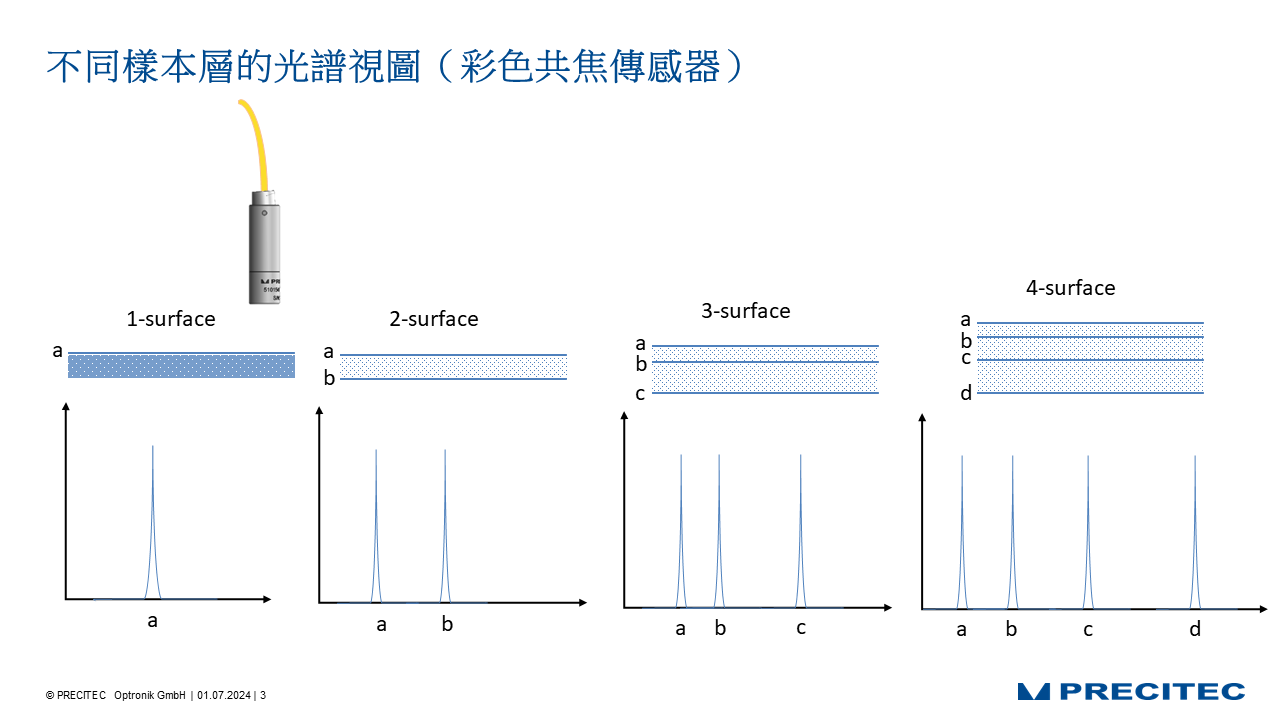 不同樣本層的光譜視圖（彩色共焦傳感器）
PRE
1-surface
2-surface
3-surface
4-surface
a
a
b
a
b
c
a
b
c
d
a
a b
a b c
a b c d
© PRECITEC Optronik GmbH | 01.07.2024 | 3
PRECITEC